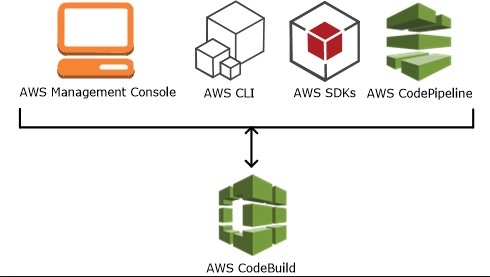 AWS Management Console
AWS CLI
AWS SDKs
AWS CodePipeline
AWS CodeBuild